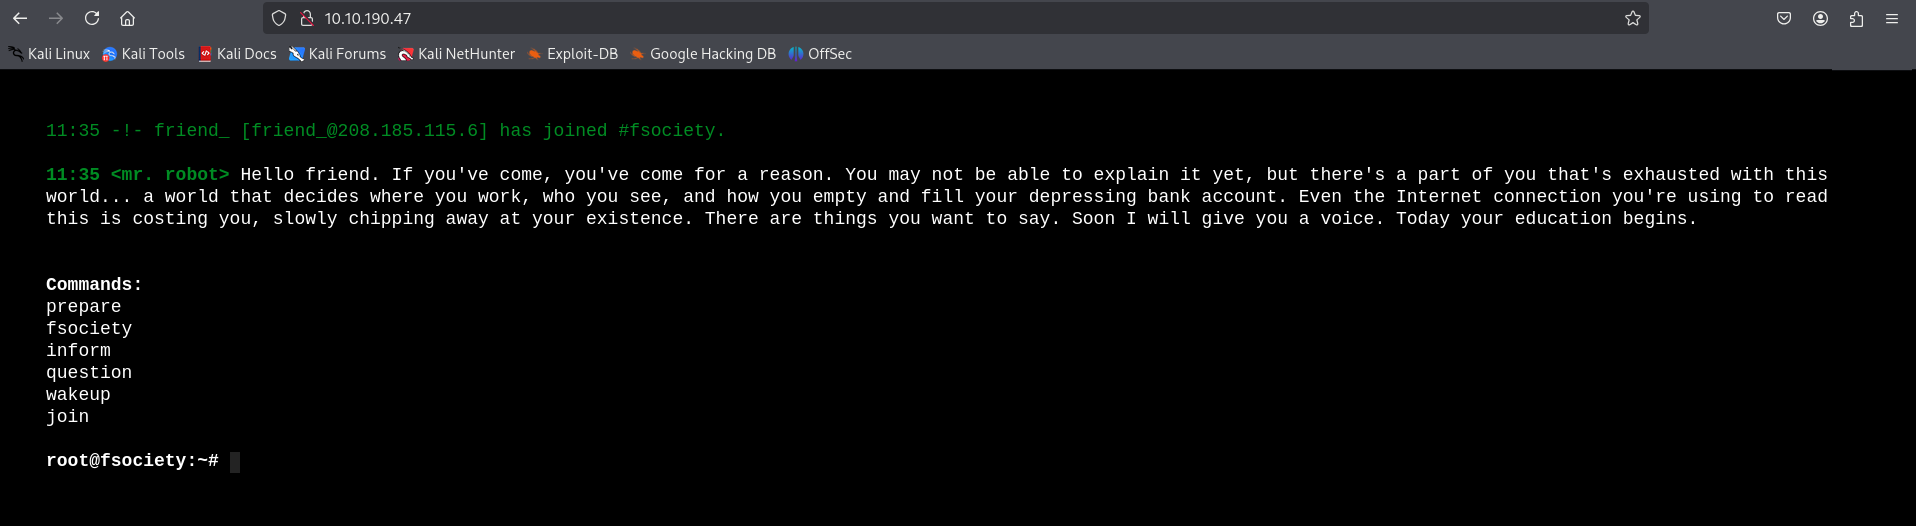 10.10.190.47
Kali Linux Kali Tools Kali Docs Kali Forums Kali NetHunter Exploit-DB Google Hacking DB OffSec
11:35 -!- friend_ [friend_@208.185.115.6] has joined #fsociety.
11:35 <mr. robot> Hello friend. If you've come, you've come for a reason. You may not be able to explain it yet, but there's a part of you that's exhausted with this
world... a world that decides where you work, who you see, and how you empty and fill your depressing bank account. Even the Internet connection you're using to read
this is costing you, slowly chipping away at your existence. There are things you want to say. Soon I will give you a voice. Today your education begins.
Commands:
prepare
fsociety
inform
question
wakeup
join
root@fsociety:~#